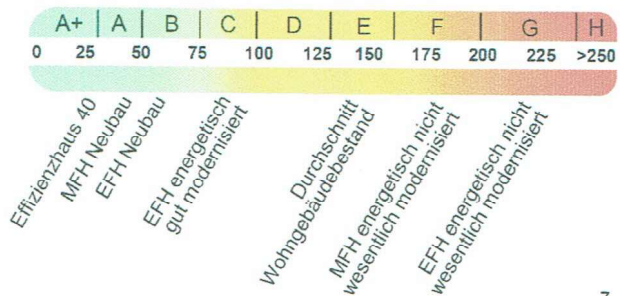 A+ | A | B | C | D | E | F | G | H
0 25 50 75 100 125 150 175 200 225 >250
Effizienzhaus 40
MFH Neubau
EFH Neubau
EFH energetisch
gut modernisiert
Durchschnitt
Wohngebäudebestand
MFH energetisch nicht
wesentlich modernisiert
EFH energetisch nicht
wesentlich modernisiert